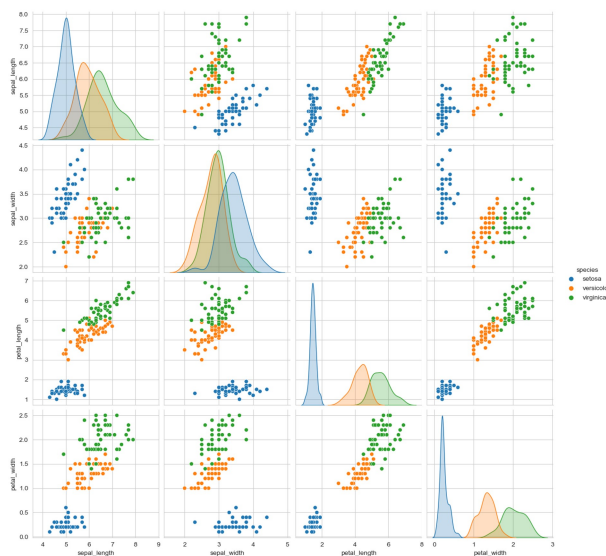 8.0
7.5
7.0
6.5
6.0
5.5
5.0
4.5
sepal_length
4.5
4.0
3.5
3.0
2.5
2.0
sepal_width
species
setosa
versicolo
virginica
7
6
5
4
3
2
1
petal_length
2.5
2.0
1.5
1.0
0.5
0.0
petal_width
4 5 6 7 8 9
sepal_length
2 3 4 5
sepal_width
2 4 6 8
petal_length
0 1 2 3
petal_width